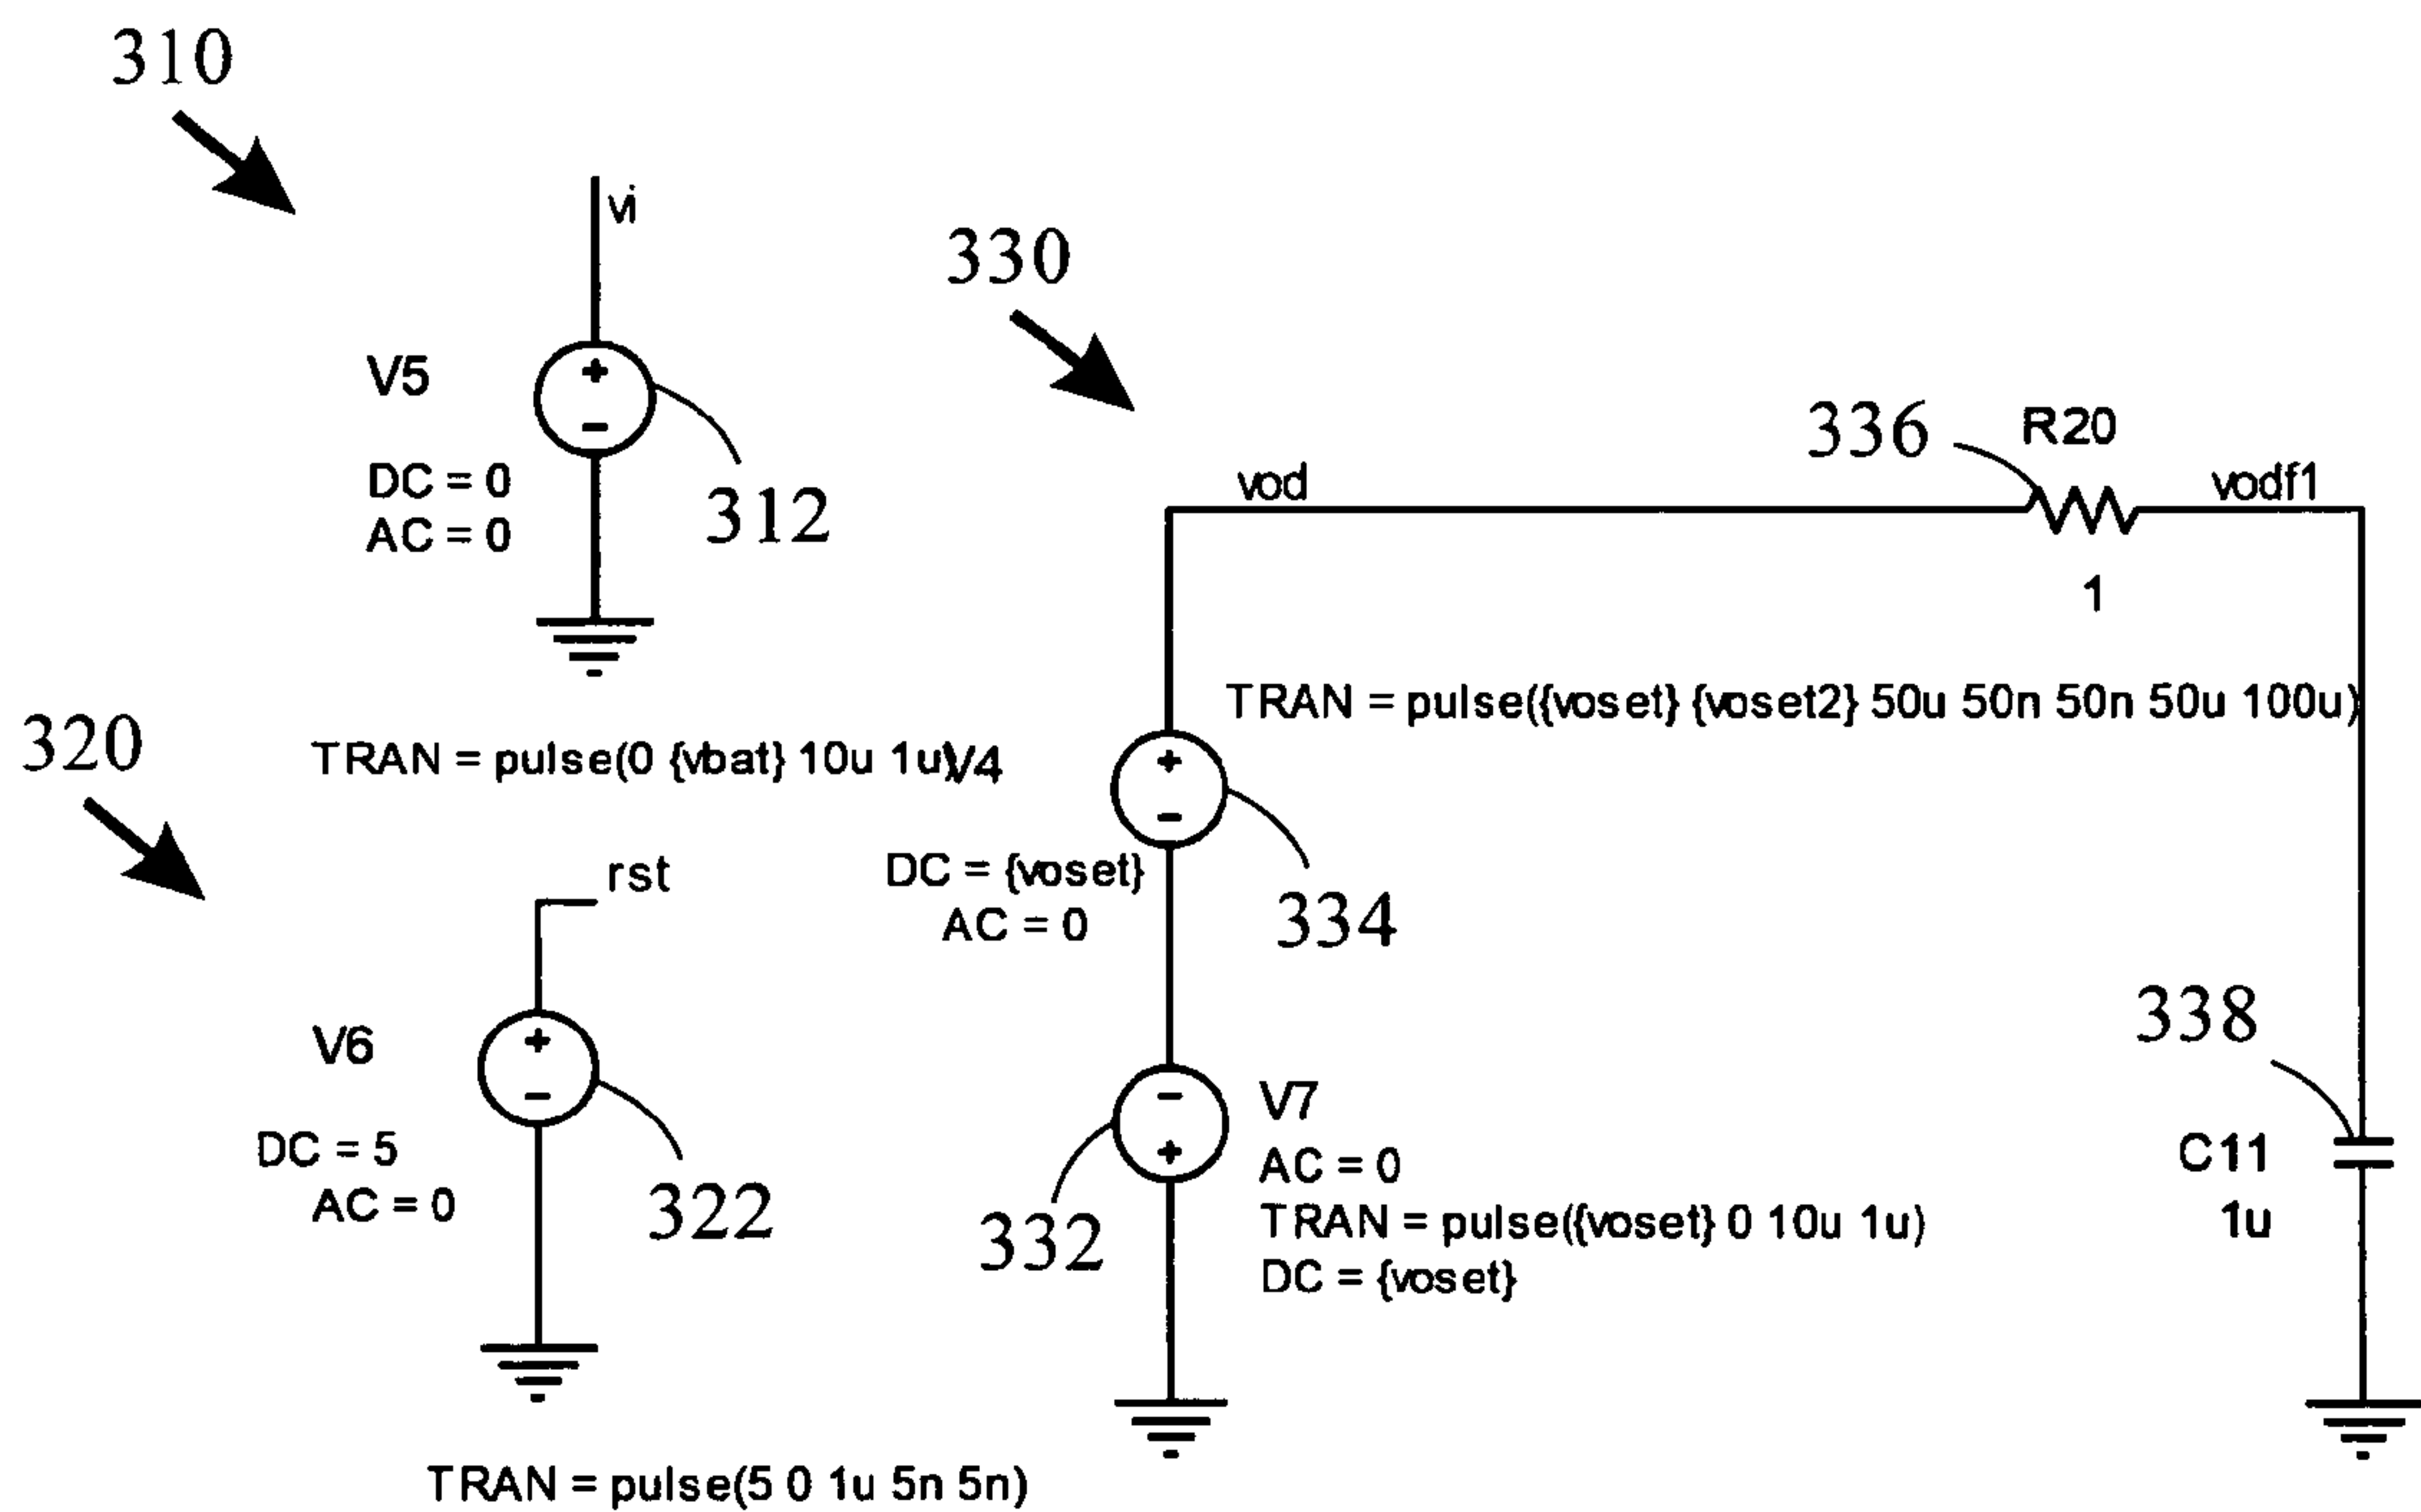 310
vi
330
V5
DC = 0
AC = 0
312
336
R20
vod
vodf1
1
320
TRAN = pulse({voset} {voset2} 50u 50n 50n 50u 100u)
TRAN = pulse(0 {vbat} 10u 1u)
V4
rst
DC = {voset}
AC = 0
334
338
V6
V7
DC = 5
AC = 0
322
332
AC = 0
TRAN = pulse({voset} 0 10u 1u)
DC = {voset}
C11
1u
TRAN = pulse(5 0 1u 5n 5n)